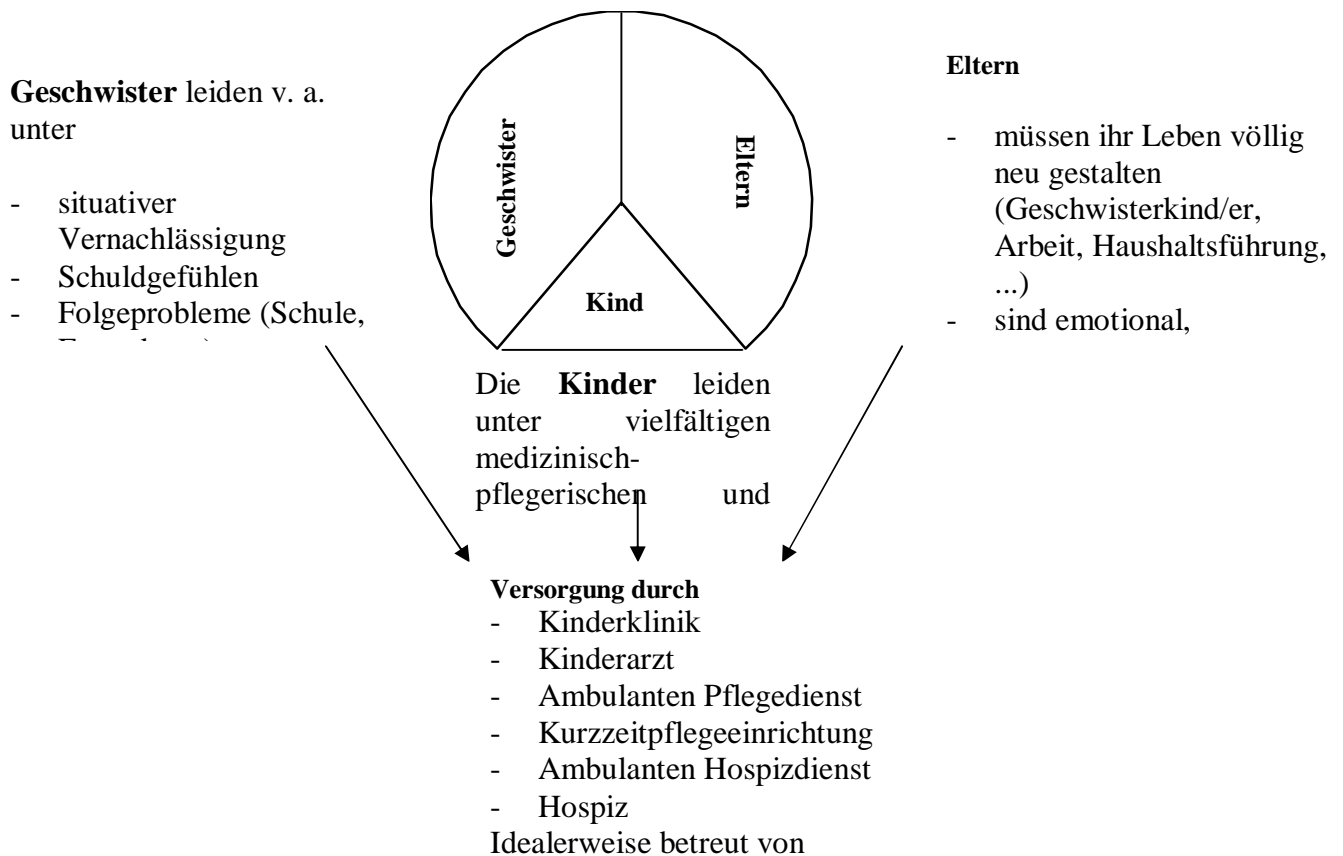 Geschwister leiden v. a.
unter
- situativer
Vernachlässigung
- Schuldgefühlen
- Folgeprobleme (Schule,
Geschwister
Eltern
Kind
Eltern
- müssen ihr Leben völlig
neu gestalten
(Geschwisterkind/er,
Arbeit, Haushaltsführung,
...)
- sind emotional,
Die Kinder leiden
unter vielfältigen
medizinisch-
pflegerischen und
Versorgung durch
- Kinderklinik
- Kinderarzt
- Ambulanten Pflegedienst
- Kurzzeitpflegeeinrichtung
- Ambulanten Hospizdienst
- Hospiz
Idealerweise betreut von